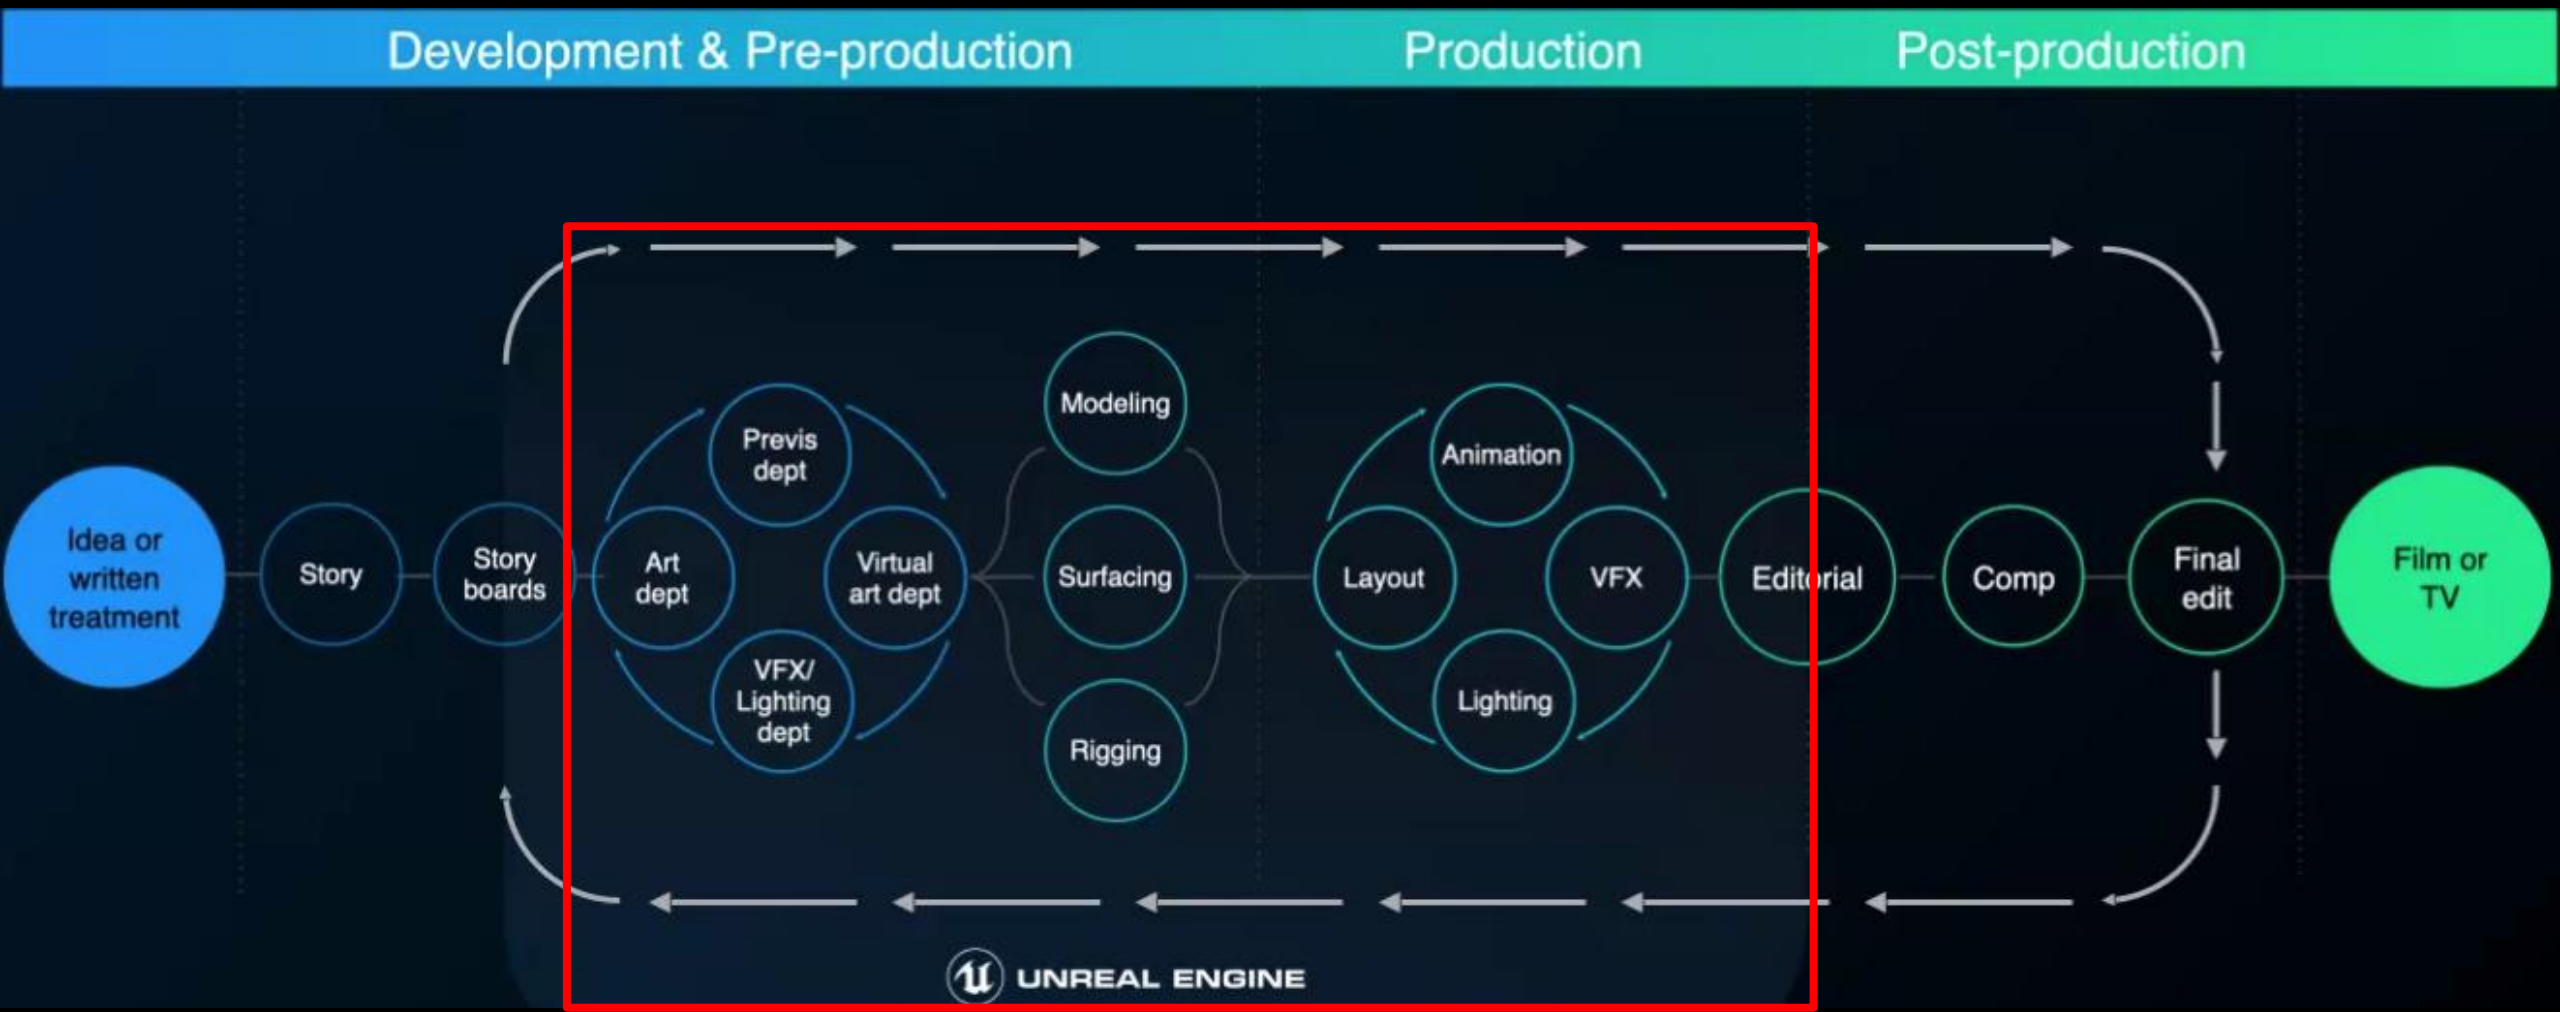 Development & Pre-production
Production
Post-production
Idea or
written
treatment
Story
Story
boards
Art
dept
Previs
dept
Virtual
art dept
VFX/
Lighting
dept
Modeling
Surfacing
Rigging
Layout
Animation
VFX
Lighting
Editorial
Comp
Final
edit
Film or
TV
UNREAL ENGINE